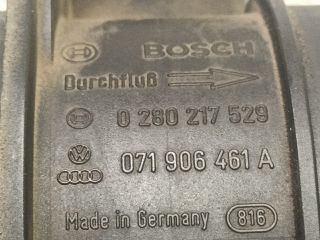 BOSCH
Durchfluß
0 280 217 529
071 906 461 A
Made in Germany 816